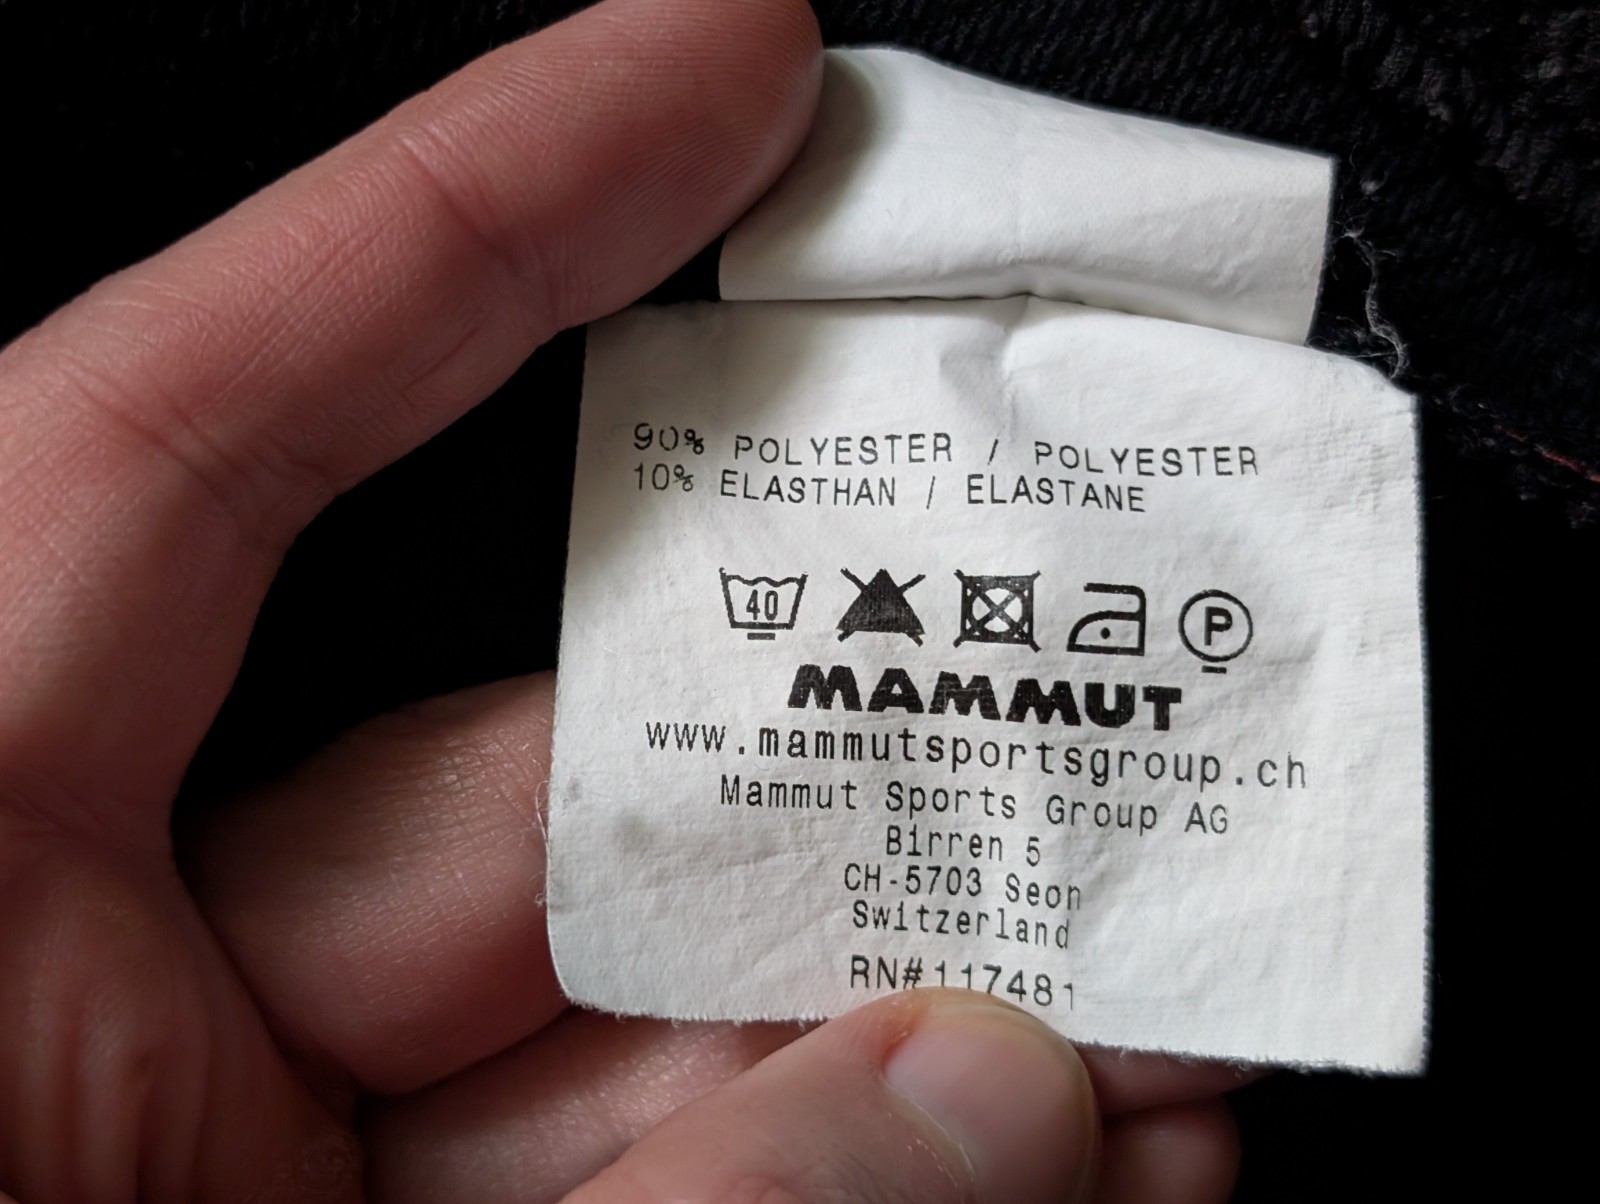 90% POLYESTER / POLYESTER
10% ELASTHAN / ELASTANE
40 P
MAMMUT
www.mammutsportsgroup.ch
Mammut Sports Group AG
Birren 5
CH-5703 Seon
Switzerland
RN#117481